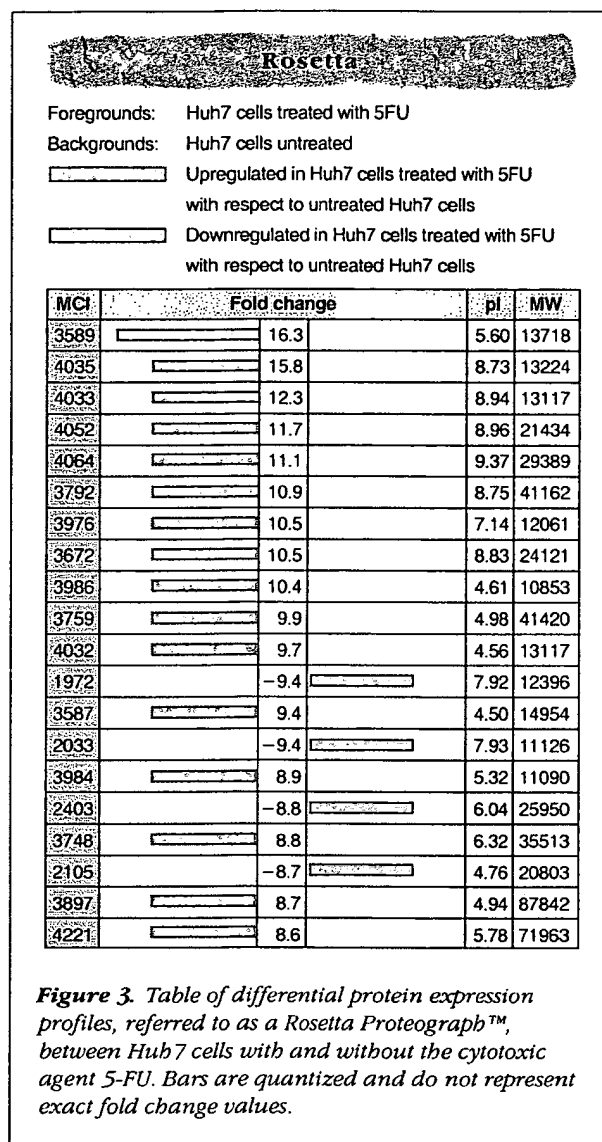 Rosetta
Foregrounds: Huh7 cells treated with 5FU
Backgrounds: Huh7 cells untreated
Upregulated in Huh7 cells treated with 5FU
with respect to untreated Huh7 cells
Downregulated in Huh7 cells treated with 5FU
with respect to untreated Huh7 cells
MCI Fold change pI MW
3589 16.3 5.60 13718
4035 15.8 8.73 13224
4033 12.3 8.94 13117
4052 11.7 8.96 21434
4064 11.1 9.37 29389
3792 10.9 8.75 41162
3976 10.5 7.14 12061
3672 10.5 8.83 24121
3986 10.4 4.61 10853
3759 9.9 4.98 41420
4032 9.7 4.56 13117
1972 −9.4 7.92 12396
3587 9.4 4.50 14954
2033 −9.4 7.93 11126
3984 8.9 5.32 11090
2403 −8.8 6.04 25950
3748 8.8 6.32 35513
2105 −8.7 4.76 20803
3897 8.7 4.94 87842
4221 8.6 5.78 71963
Figure 3. Table of differential protein expression
profiles, referred to as a Rosetta Proteograph™,
between Huh7 cells with and without the cytotoxic
agent 5-FU. Bars are quantized and do not represent
exact fold change values.